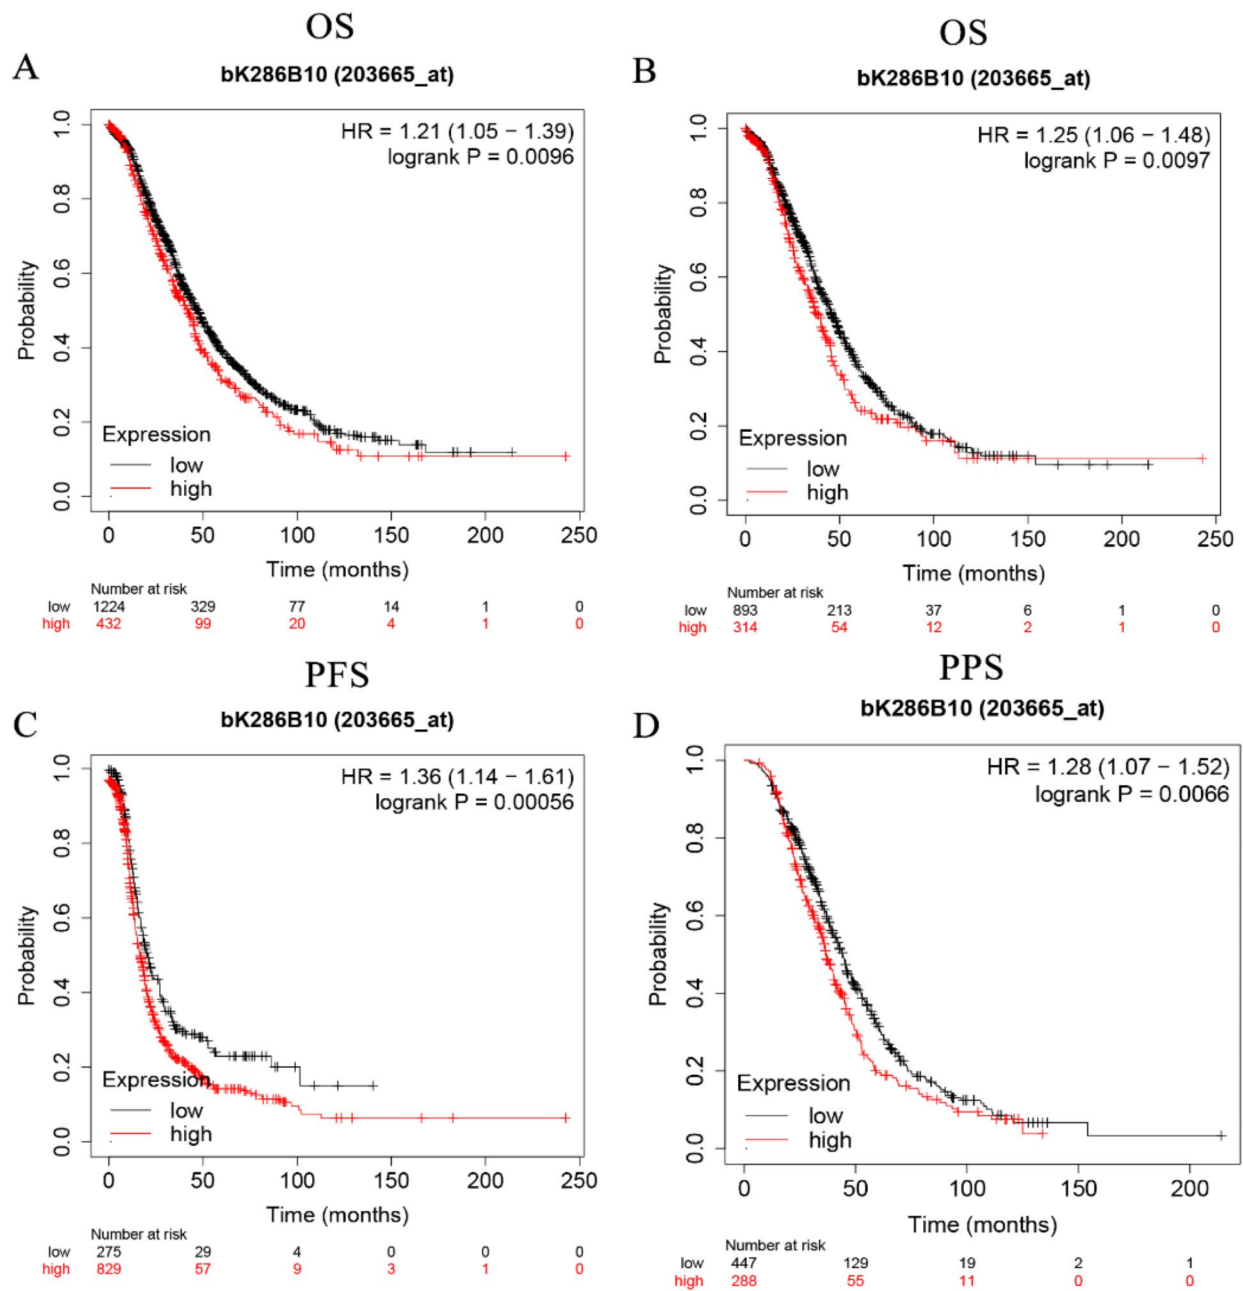 OS
A
bK286B10 (203665_at)
HR = 1.21 (1.05 − 1.39)
logrank P = 0.0096
Probability
0.0 0.2 0.4 0.6 0.8 1.0
Expression
low
high
0 50 100 150 200 250
Time (months)
Number at risk
low 1224 329 77 14 1 0
high 432 99 20 4 1 0
OS
B
bK286B10 (203665_at)
HR = 1.25 (1.06 − 1.48)
logrank P = 0.0097
Probability
0.0 0.2 0.4 0.6 0.8 1.0
Expression
low
high
0 50 100 150 200 250
Time (months)
Number at risk
low 893 213 37 6 1 0
high 314 54 12 2 1 0
PFS
C
bK286B10 (203665_at)
HR = 1.36 (1.14 − 1.61)
logrank P = 0.00056
Probability
0.0 0.2 0.4 0.6 0.8 1.0
Expression
low
high
0 50 100 150 200 250
Time (months)
Number at risk
low 275 29 4 0 0 0
high 829 57 9 3 1 0
PPS
D
bK286B10 (203665_at)
HR = 1.28 (1.07 − 1.52)
logrank P = 0.0066
Probability
0.0 0.2 0.4 0.6 0.8 1.0
Expression
low
high
0 50 100 150 200
Time (months)
Number at risk
low 447 129 19 2 1
high 288 55 11 0 0